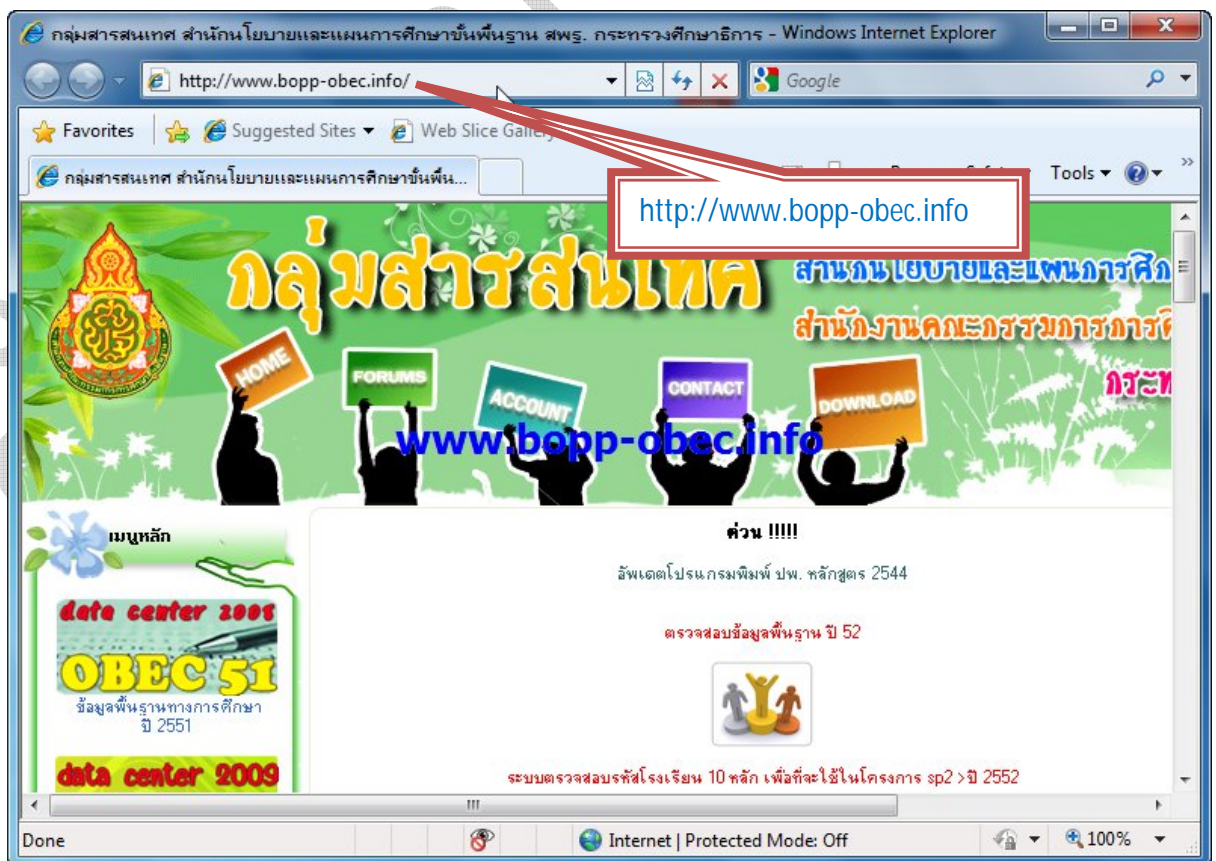 กลุ่มสารสนเทศ สำนักนโยบายและแผนการศึกษาขั้นพื้นฐาน สพฐ. กระทรวงศึกษาธิการ - Windows Internet Explorer
http://www.bopp-obec.info/
Google
Favorites
Suggested Sites
Web Slice Gallery
กลุ่มสารสนเทศ สำนักนโยบายและแผนการศึกษาขั้นพื้น...
Tools
http://www.bopp-obec.info
กลุ่มสารสนเทศ
สำนักนโยบายและแผนการศึก
สำนักงานคณะกรรมการการศึ
กระท
HOME
FORUMS
ACCOUNT
CONTACT
DOWNLOAD
www.bopp-obec.info
เมนูหลัก
ด่วน !!!!!
อัพเดตโปรแกรมพิมพ์ ปพ. หลักสูตร 2544
data center 2008
OBEC 51
ข้อมูลพื้นฐานทางการศึกษา
ปี 2551
ตรวจสอบข้อมูลพื้นฐาน ปี 52
data center 2009
ระบบตรวจสอบรหัสโรงเรียน 10 หลัก เพื่อที่จะใช้ในโครงการ sp2 >ปี 2552
Done
Internet | Protected Mode: Off
100%